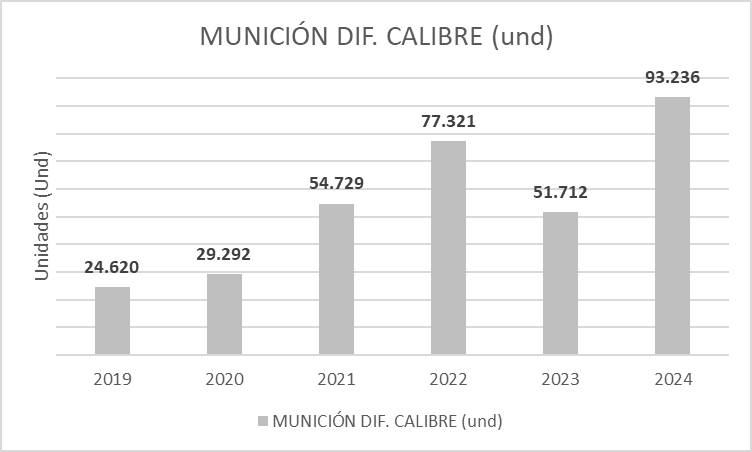 MUNICIÓN DIF. CALIBRE (und)
Unidades (Und)
24.620
29.292
54.729
77.321
51.712
93.236
2019 2020 2021 2022 2023 2024
MUNICIÓN DIF. CALIBRE (und)